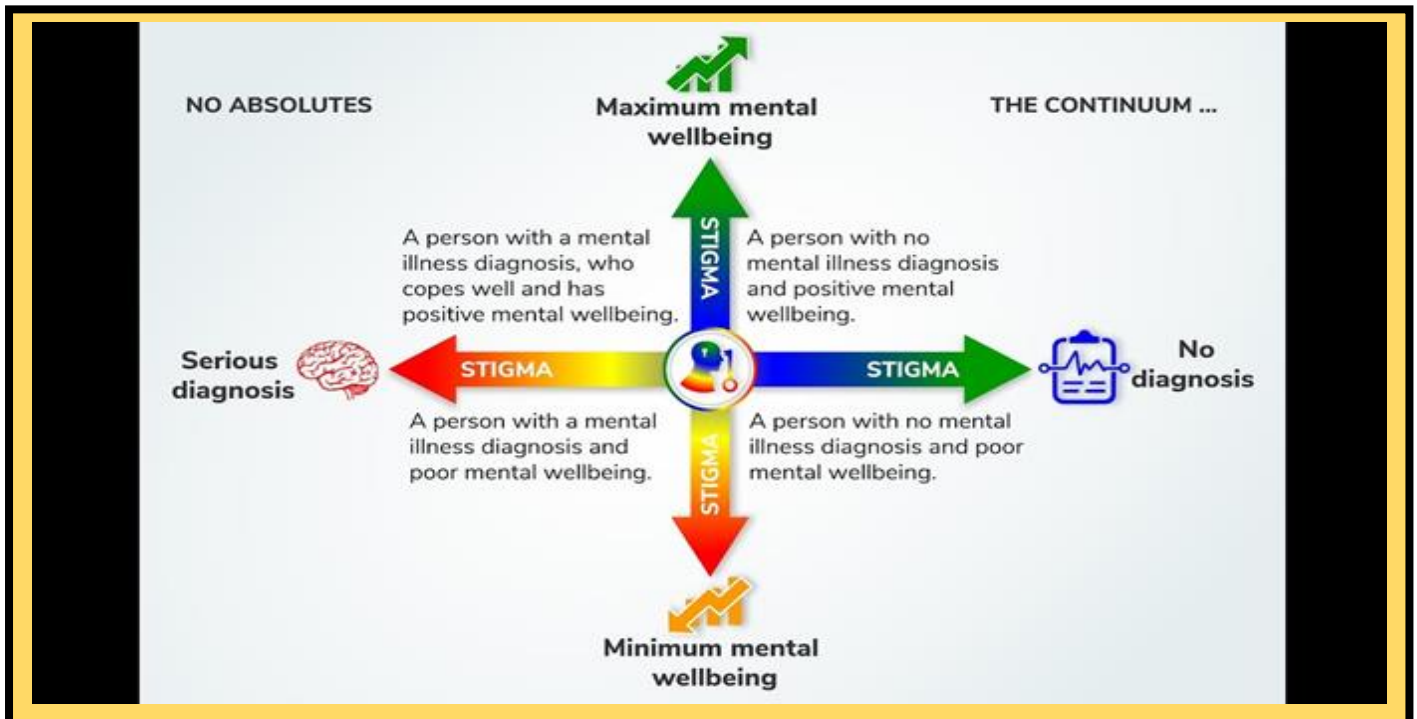 NO ABSOLUTES
Maximum mental
wellbeing
THE CONTINUUM ...
A person with a mental
illness diagnosis, who
copes well and has
positive mental wellbeing.
STIGMA
A person with no
mental illness diagnosis
and positive mental
wellbeing.
Serious
diagnosis
STIGMA
STIGMA
No
diagnosis
A person with a mental
illness diagnosis and
poor mental wellbeing.
STIGMA
A person with no mental
illness diagnosis and poor
mental wellbeing.
Minimum mental
wellbeing